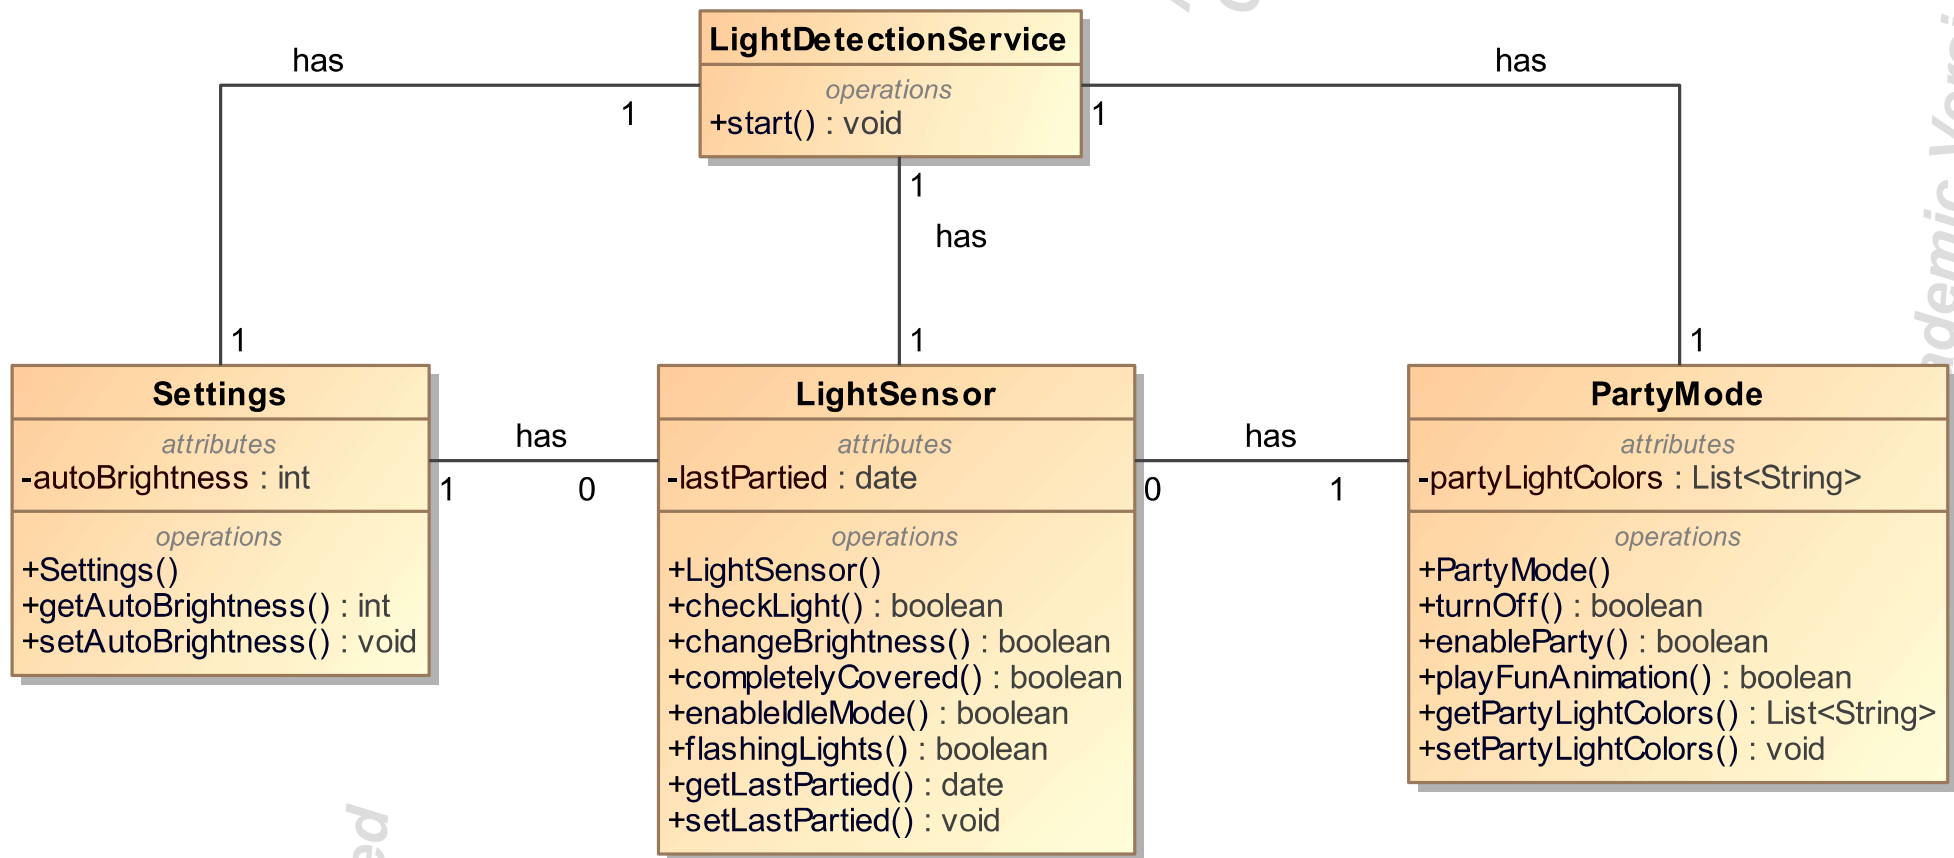 LightDetectionService
operations
+start() : void
has
1
1
has
1
1
has
1
1
Settings
attributes
-autoBrightness : int
operations
+Settings()
+getAutoBrightness() : int
+setAutoBrightness() : void
has
1
0
LightSensor
attributes
-lastPartied : date
operations
+LightSensor()
+checkLight() : boolean
+changeBrightness() : boolean
+completelyCovered() : boolean
+enableIdleMode() : boolean
+flashingLights() : boolean
+getLastPartied() : date
+setLastPartied() : void
has
0
1
PartyMode
attributes
-partyLightColors : List<String>
operations
+PartyMode()
+turnOff() : boolean
+enableParty() : boolean
+playFunAnimation() : boolean
+getPartyLightColors() : List<String>
+setPartyLightColors() : void